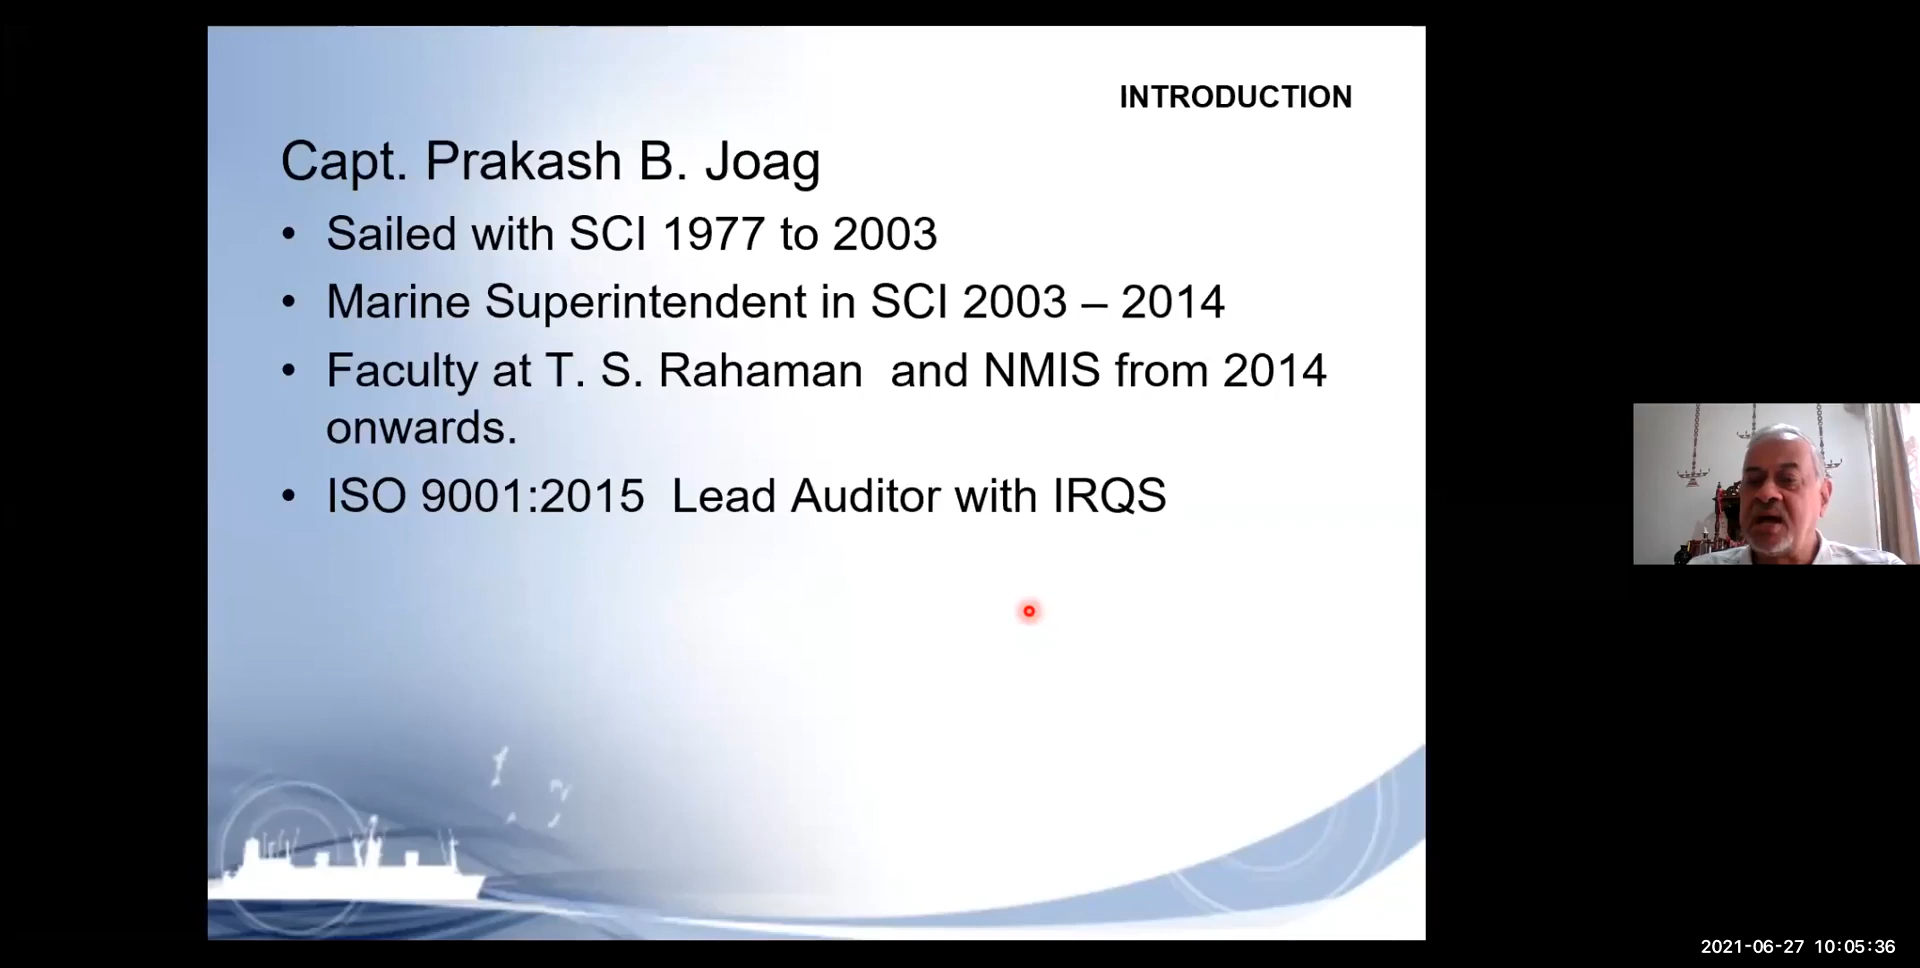 INTRODUCTION
Capt. Prakash B. Joag
• Sailed with SCI 1977 to 2003
• Marine Superintendent in SCI 2003 – 2014
• Faculty at T. S. Rahaman and NMIS from 2014
onwards.
• ISO 9001:2015 Lead Auditor with IRQS
2021-06-27 10:05:36